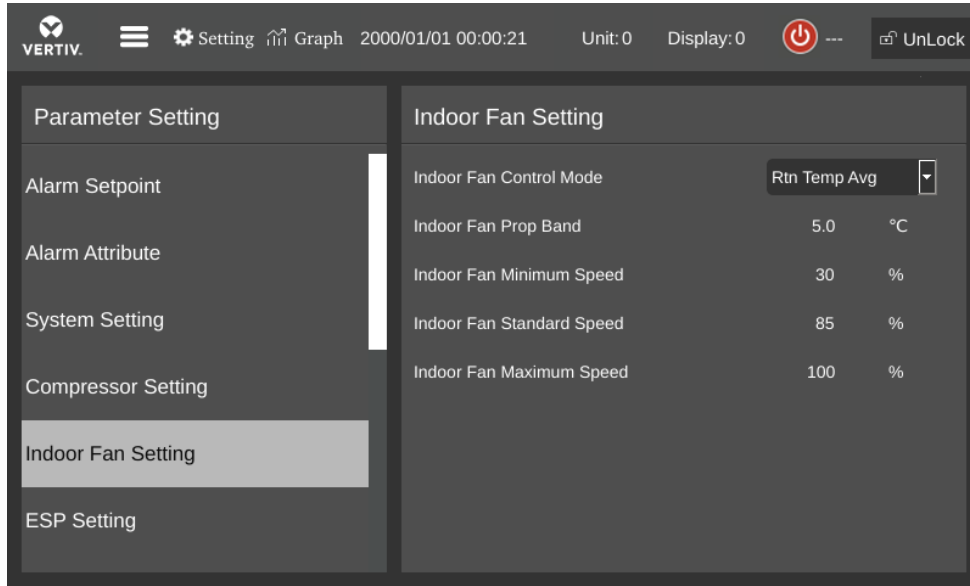 VERTIV. Setting Graph 2000/01/01 00:00:21 Unit: 0 Display: 0 --- UnLock
Parameter Setting
Alarm Setpoint
Alarm Attribute
System Setting
Compressor Setting
Indoor Fan Setting
ESP Setting
Indoor Fan Setting
Indoor Fan Control Mode Rtn Temp Avg
Indoor Fan Prop Band 5.0 °C
Indoor Fan Minimum Speed 30 %
Indoor Fan Standard Speed 85 %
Indoor Fan Maximum Speed 100 %